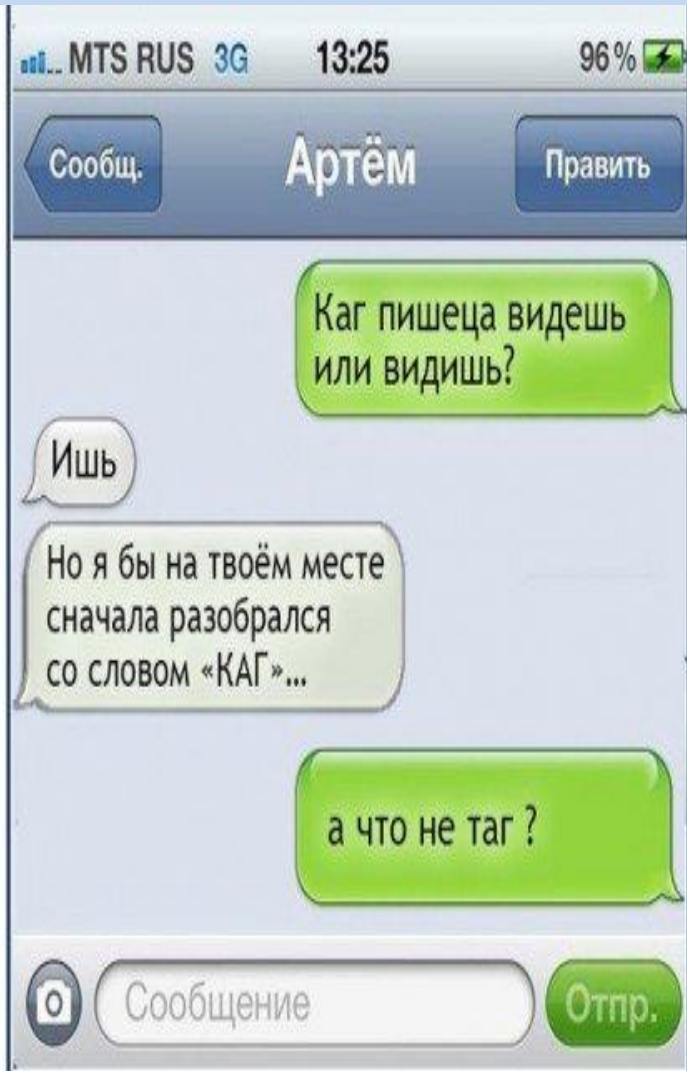 MTS RUS 3G 13:25 96%
Сообщ. Артём Править
Каг пишеца видешь
или видишь?
Ишь
Но я бы на твоём месте
сначала разобрался
со словом «КАГ»...
а что не таг ?
Сообщение Отпр.